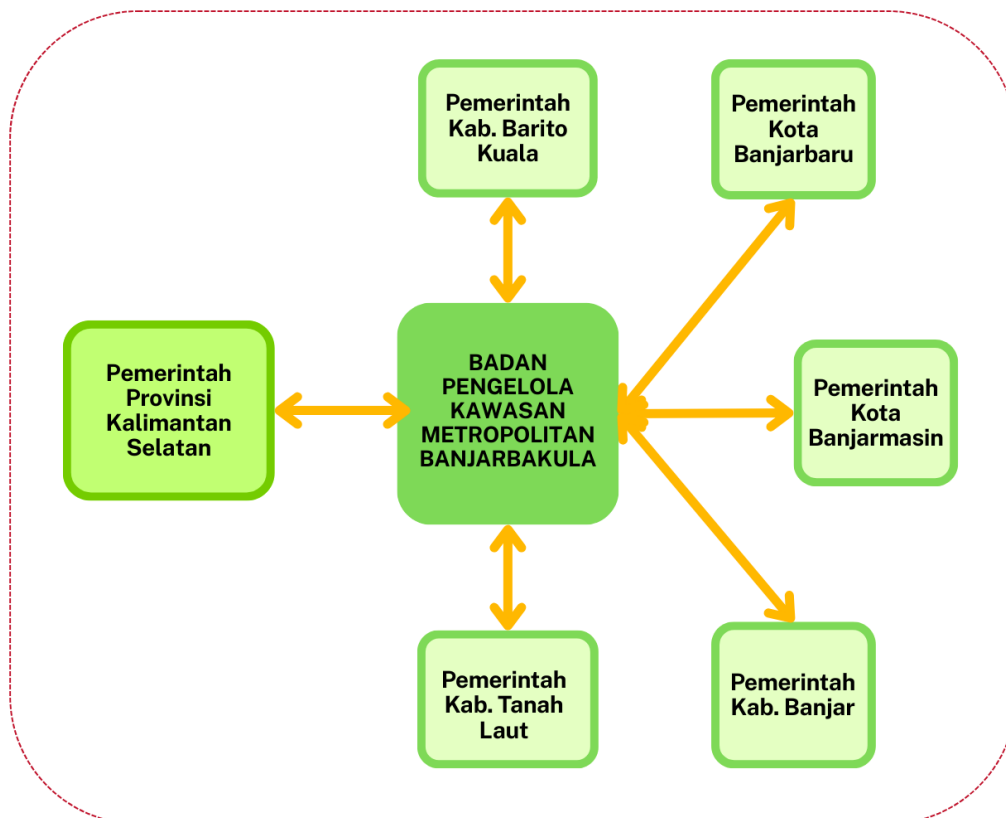 Pemerintah
Kab. Barito
Kuala
Pemerintah
Kota
Banjarbaru
Pemerintah
Provinsi
Kalimantan
Selatan
BADAN
PENGELOLA
KAWASAN
METROPOLITAN
BANJARBAKULA
Pemerintah
Kota
Banjarmasin
Pemerintah
Kab. Tanah
Laut
Pemerintah
Kab. Banjar